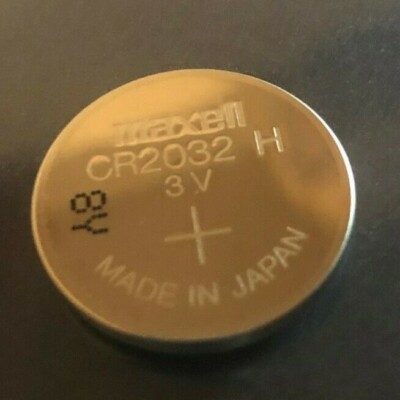 maxell
CR2032 H
3V
8Y
+
MADE IN JAPAN